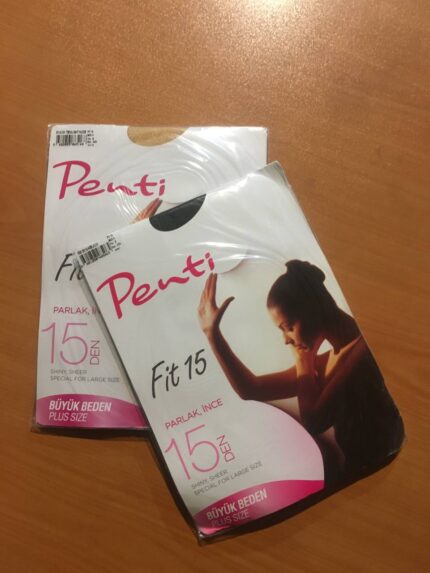 Penti
Fit
PARLAK, İNCE
15 DEN
SHINY, SHEER
SPECIAL FOR LARGE SIZE
BÜYÜK BEDEN
PLUS SIZE
Penti
Fit 15
PARLAK, İNCE
15 DEN
SHINY, SHEER
SPECIAL FOR LARGE SIZE
BÜYÜK BEDEN
PLUS SIZE